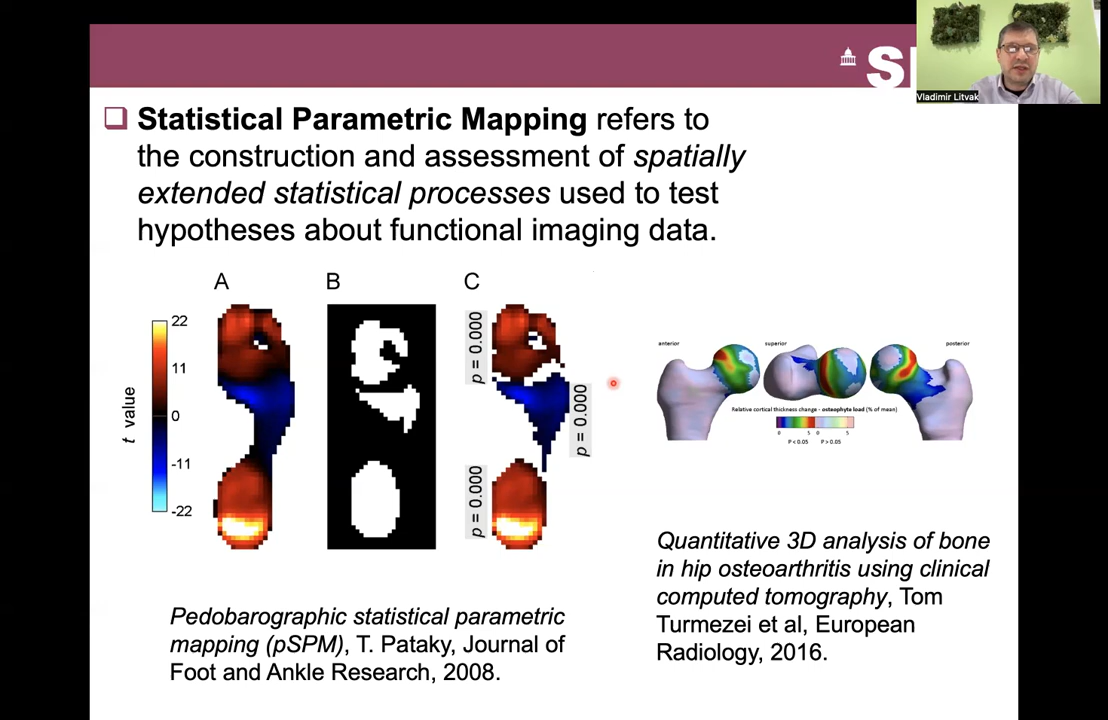 S
Vladimir Litvak
❑ Statistical Parametric Mapping refers to
the construction and assessment of spatially
extended statistical processes used to test
hypotheses about functional imaging data.
A B C
22
11
0
-11
-22
t value
p = 0.000
p = 0.000
p = 0.000
anterior superior posterior
Relative cortical thickness change - osteophyte load (% of mean)
0 5 0 5
P < 0.05 P > 0.05
Pedobarographic statistical parametric
mapping (pSPM), T. Pataky, Journal of
Foot and Ankle Research, 2008.
Quantitative 3D analysis of bone
in hip osteoarthritis using clinical
computed tomography, Tom
Turmezei et al, European
Radiology, 2016.